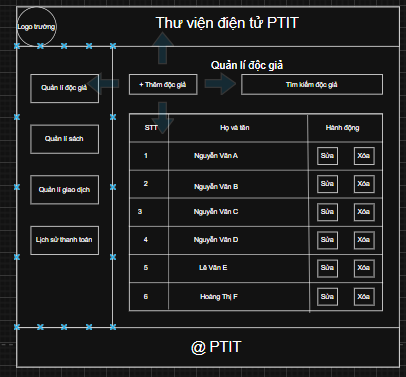 Logo trường
Thư viện điện tử PTIT
Quản lí độc giả
Quản lí độc giả
+ Thêm độc giả
Tìm kiếm độc giả
Quản lí sách
Quản lí giao dịch
Lịch sử thanh toán
STT Họ và tên Hành động
1 Nguyễn Văn A Sửa Xóa
2 Nguyễn Văn B Sửa Xóa
3 Nguyễn Văn C Sửa Xóa
4 Nguyễn Văn D Sửa Xóa
5 Lê Văn E Sửa Xóa
6 Hoàng Thị F Sửa Xóa
@ PTIT